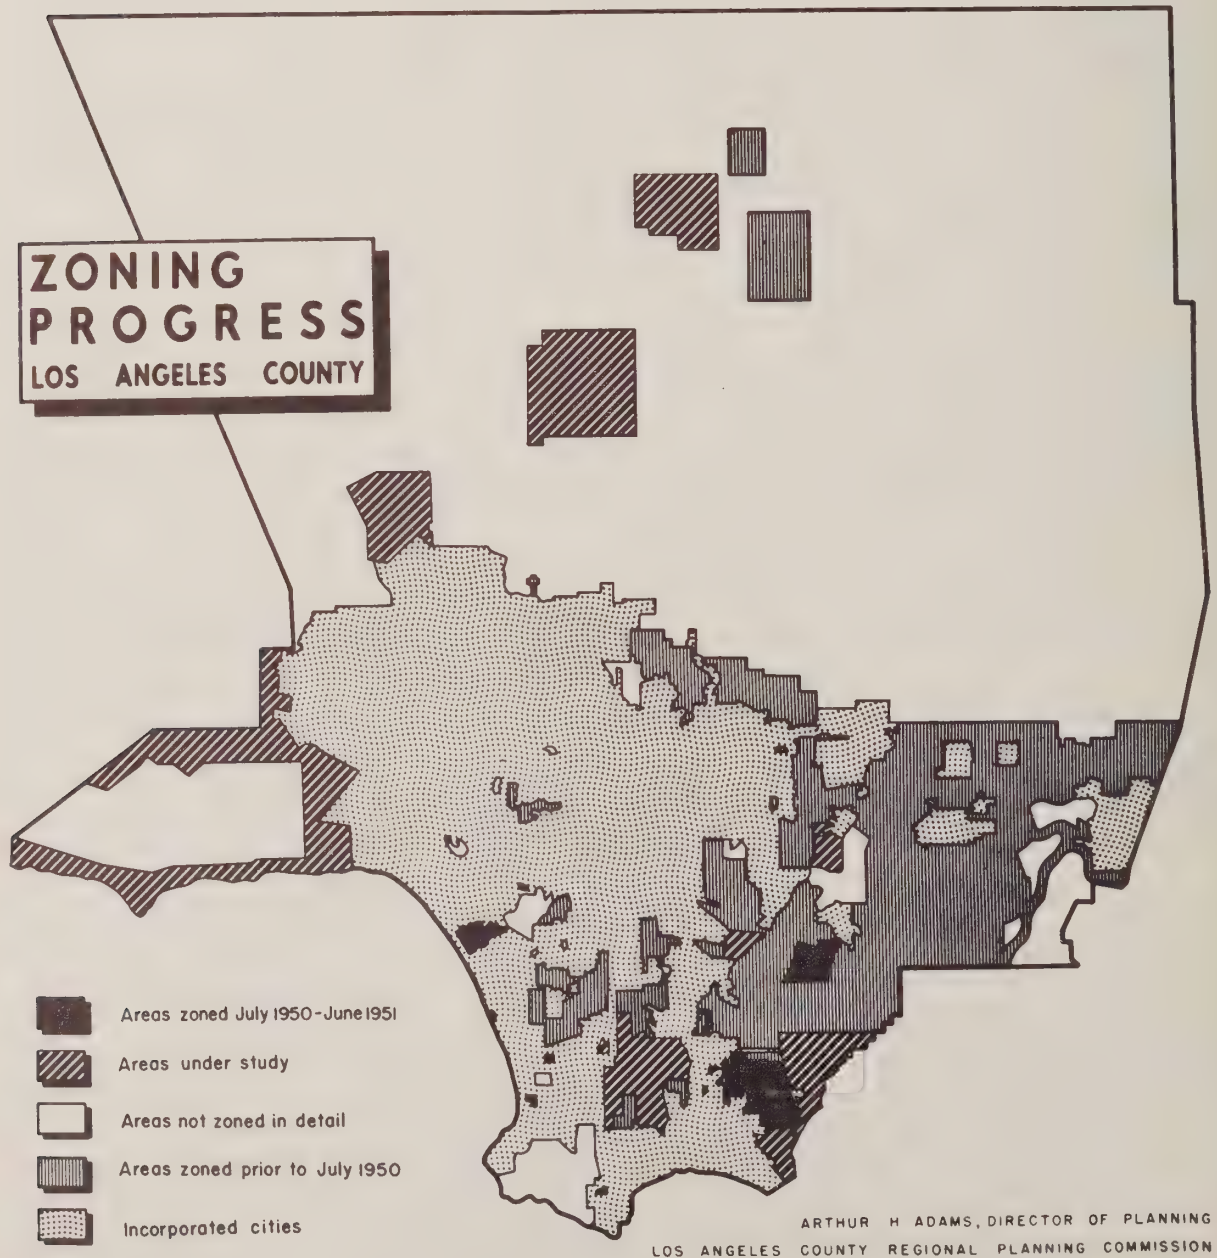 ZONING
PROGRESS
LOS ANGELES COUNTY
Areas zoned July 1950-June 1951
Areas under study
Areas not zoned in detail
Areas zoned prior to July 1950
Incorporated cities
ARTHUR H ADAMS, DIRECTOR OF PLANNING
LOS ANGELES COUNTY REGIONAL PLANNING COMMISSION